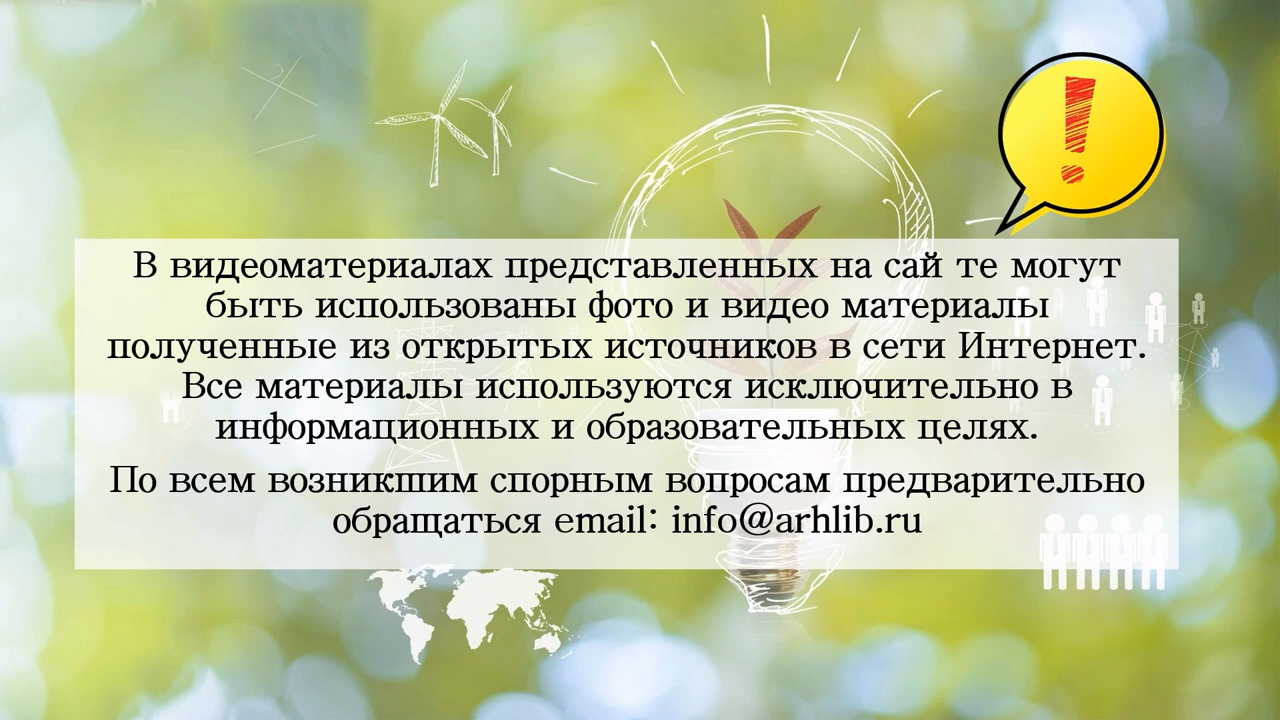 В видеоматериалах представленных на сай те могут
быть использованы фото и видео материалы
полученные из открытых источников в сети Интернет.
Все материалы используются исключительно в
информационных и образовательных целях.
По всем возникшим спорным вопросам предварительно
обращаться email: info@arhlib.ru